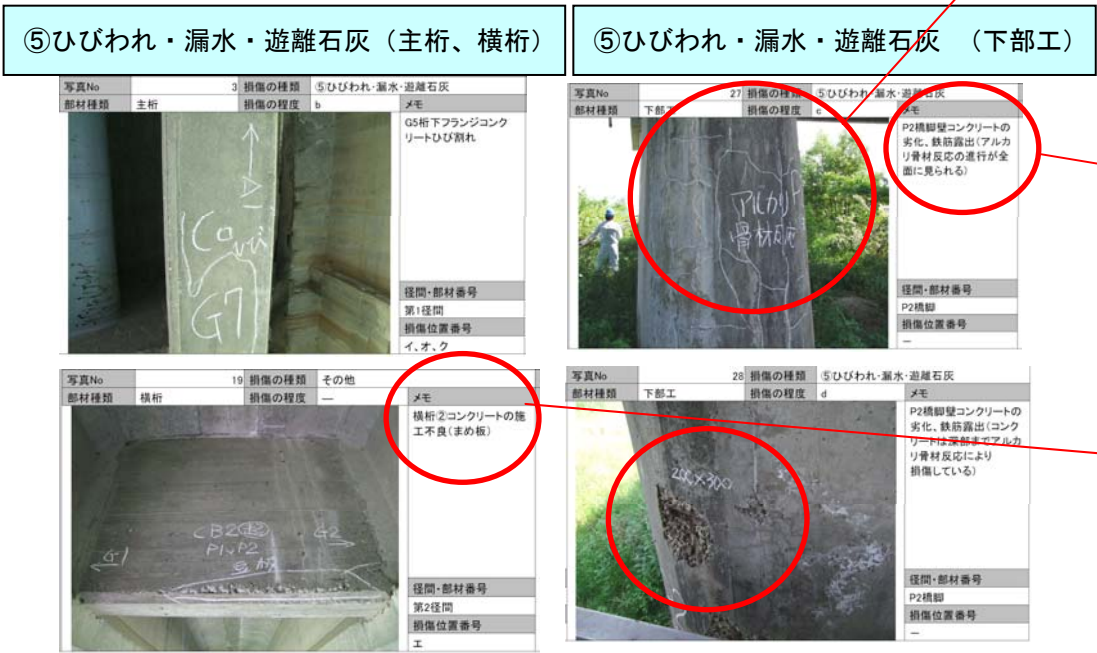 ⑤ひびわれ・漏水・遊離石灰（主桁、横桁）
写真No 3 損傷の種類 ⑤ひびわれ・漏水・遊離石灰
部材種類 主桁 損傷の程度 b メモ
G5桁下フランジコンク
リートひび割れ
Co
G7
径間・部材番号
第1径間
損傷位置番号
イ、オ、ク
写真No 19 損傷の種類 その他
部材種類 横桁 損傷の程度 ― メモ
横桁②コンクリートの施
工不良（まめ板）
CB2
P1~P2
G1
G2
径間・部材番号
第2径間
損傷位置番号
エ
⑤ひびわれ・漏水・遊離石灰 （下部工）
写真No 27 損傷の種類 ⑤ひびわれ・漏水・遊離石灰
部材種類 下部工 損傷の程度 c メモ
P2橋脚壁コンクリートの
劣化、鉄筋露出（アルカ
リ骨材反応の進行が全
面に見られる）
アルカリ
骨材反応
径間・部材番号
P2橋脚
損傷位置番号
―
写真No 28 損傷の種類 ⑤ひびわれ・漏水・遊離石灰
部材種類 下部工 損傷の程度 d メモ
P2橋脚壁コンクリートの
劣化、鉄筋露出（コンク
リートは深部までアルカ
リ骨材反応により
損傷している）
200×300
径間・部材番号
P2橋脚
損傷位置番号
―